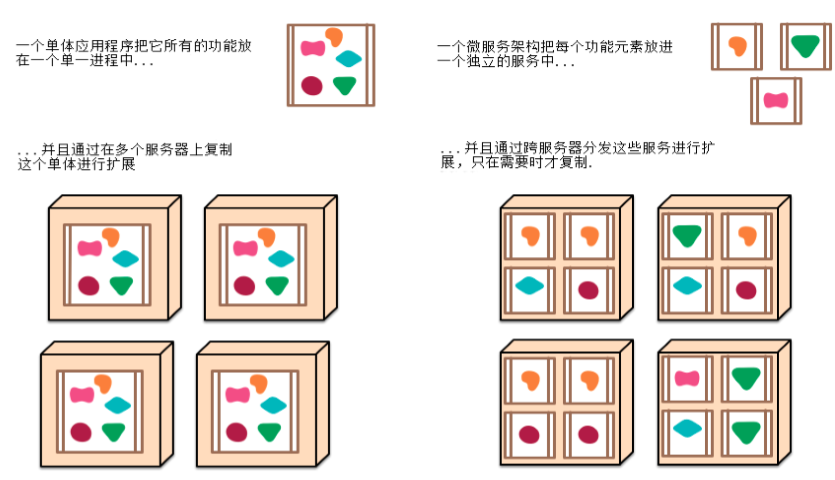 一个单体应用程序把它所有的功能放
在一个单一进程中...
...并且通过在多个服务器上复制
这个单体进行扩展
一个微服务架构把每个功能元素放进
一个独立的服务中...
...并且通过跨服务器分发这些服务进行扩
展，只在需要时才复制.